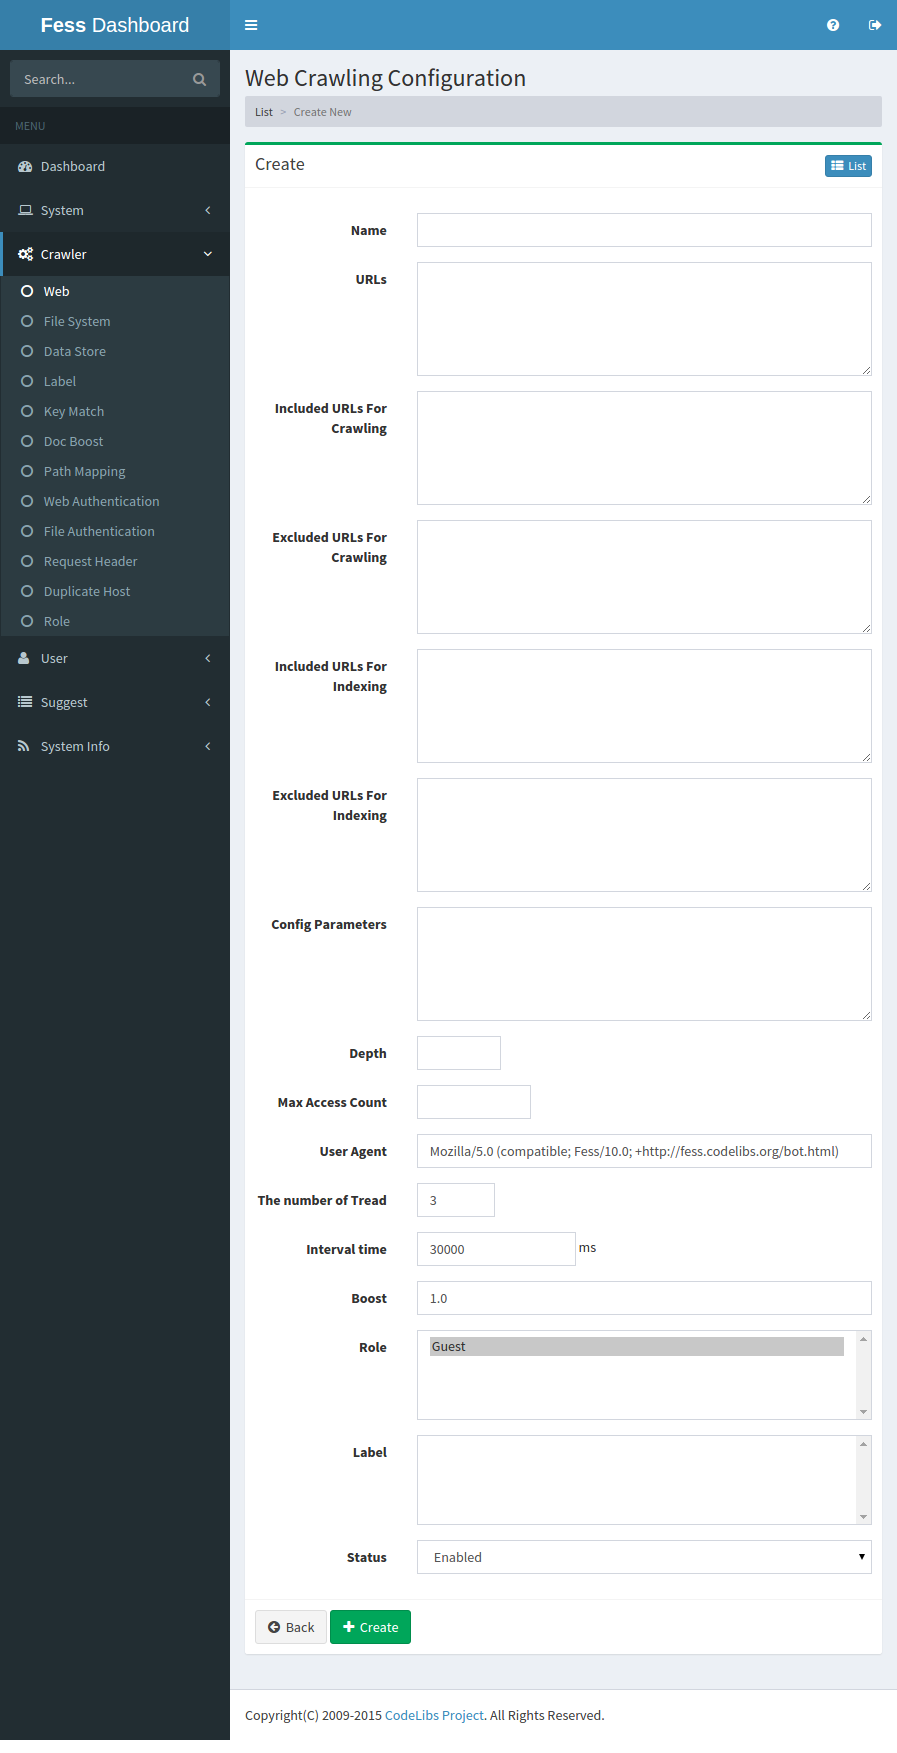 Fess Dashboard
Search...
MENU
Dashboard
System
Crawler
Web
File System
Data Store
Label
Key Match
Doc Boost
Path Mapping
Web Authentication
File Authentication
Request Header
Duplicate Host
Role
User
Suggest
System Info
Web Crawling Configuration
List > Create New
Create
List
Name
URLs
Included URLs For
Crawling
Excluded URLs For
Crawling
Included URLs For
Indexing
Excluded URLs For
Indexing
Config Parameters
Depth
Max Access Count
User Agent Mozilla/5.0 (compatible; Fess/10.0; +http://fess.codelibs.org/bot.html)
The number of Tread 3
Interval time 30000 ms
Boost 1.0
Role Guest
Label
Status Enabled
Back Create
Copyright(C) 2009-2015 CodeLibs Project. All Rights Reserved.